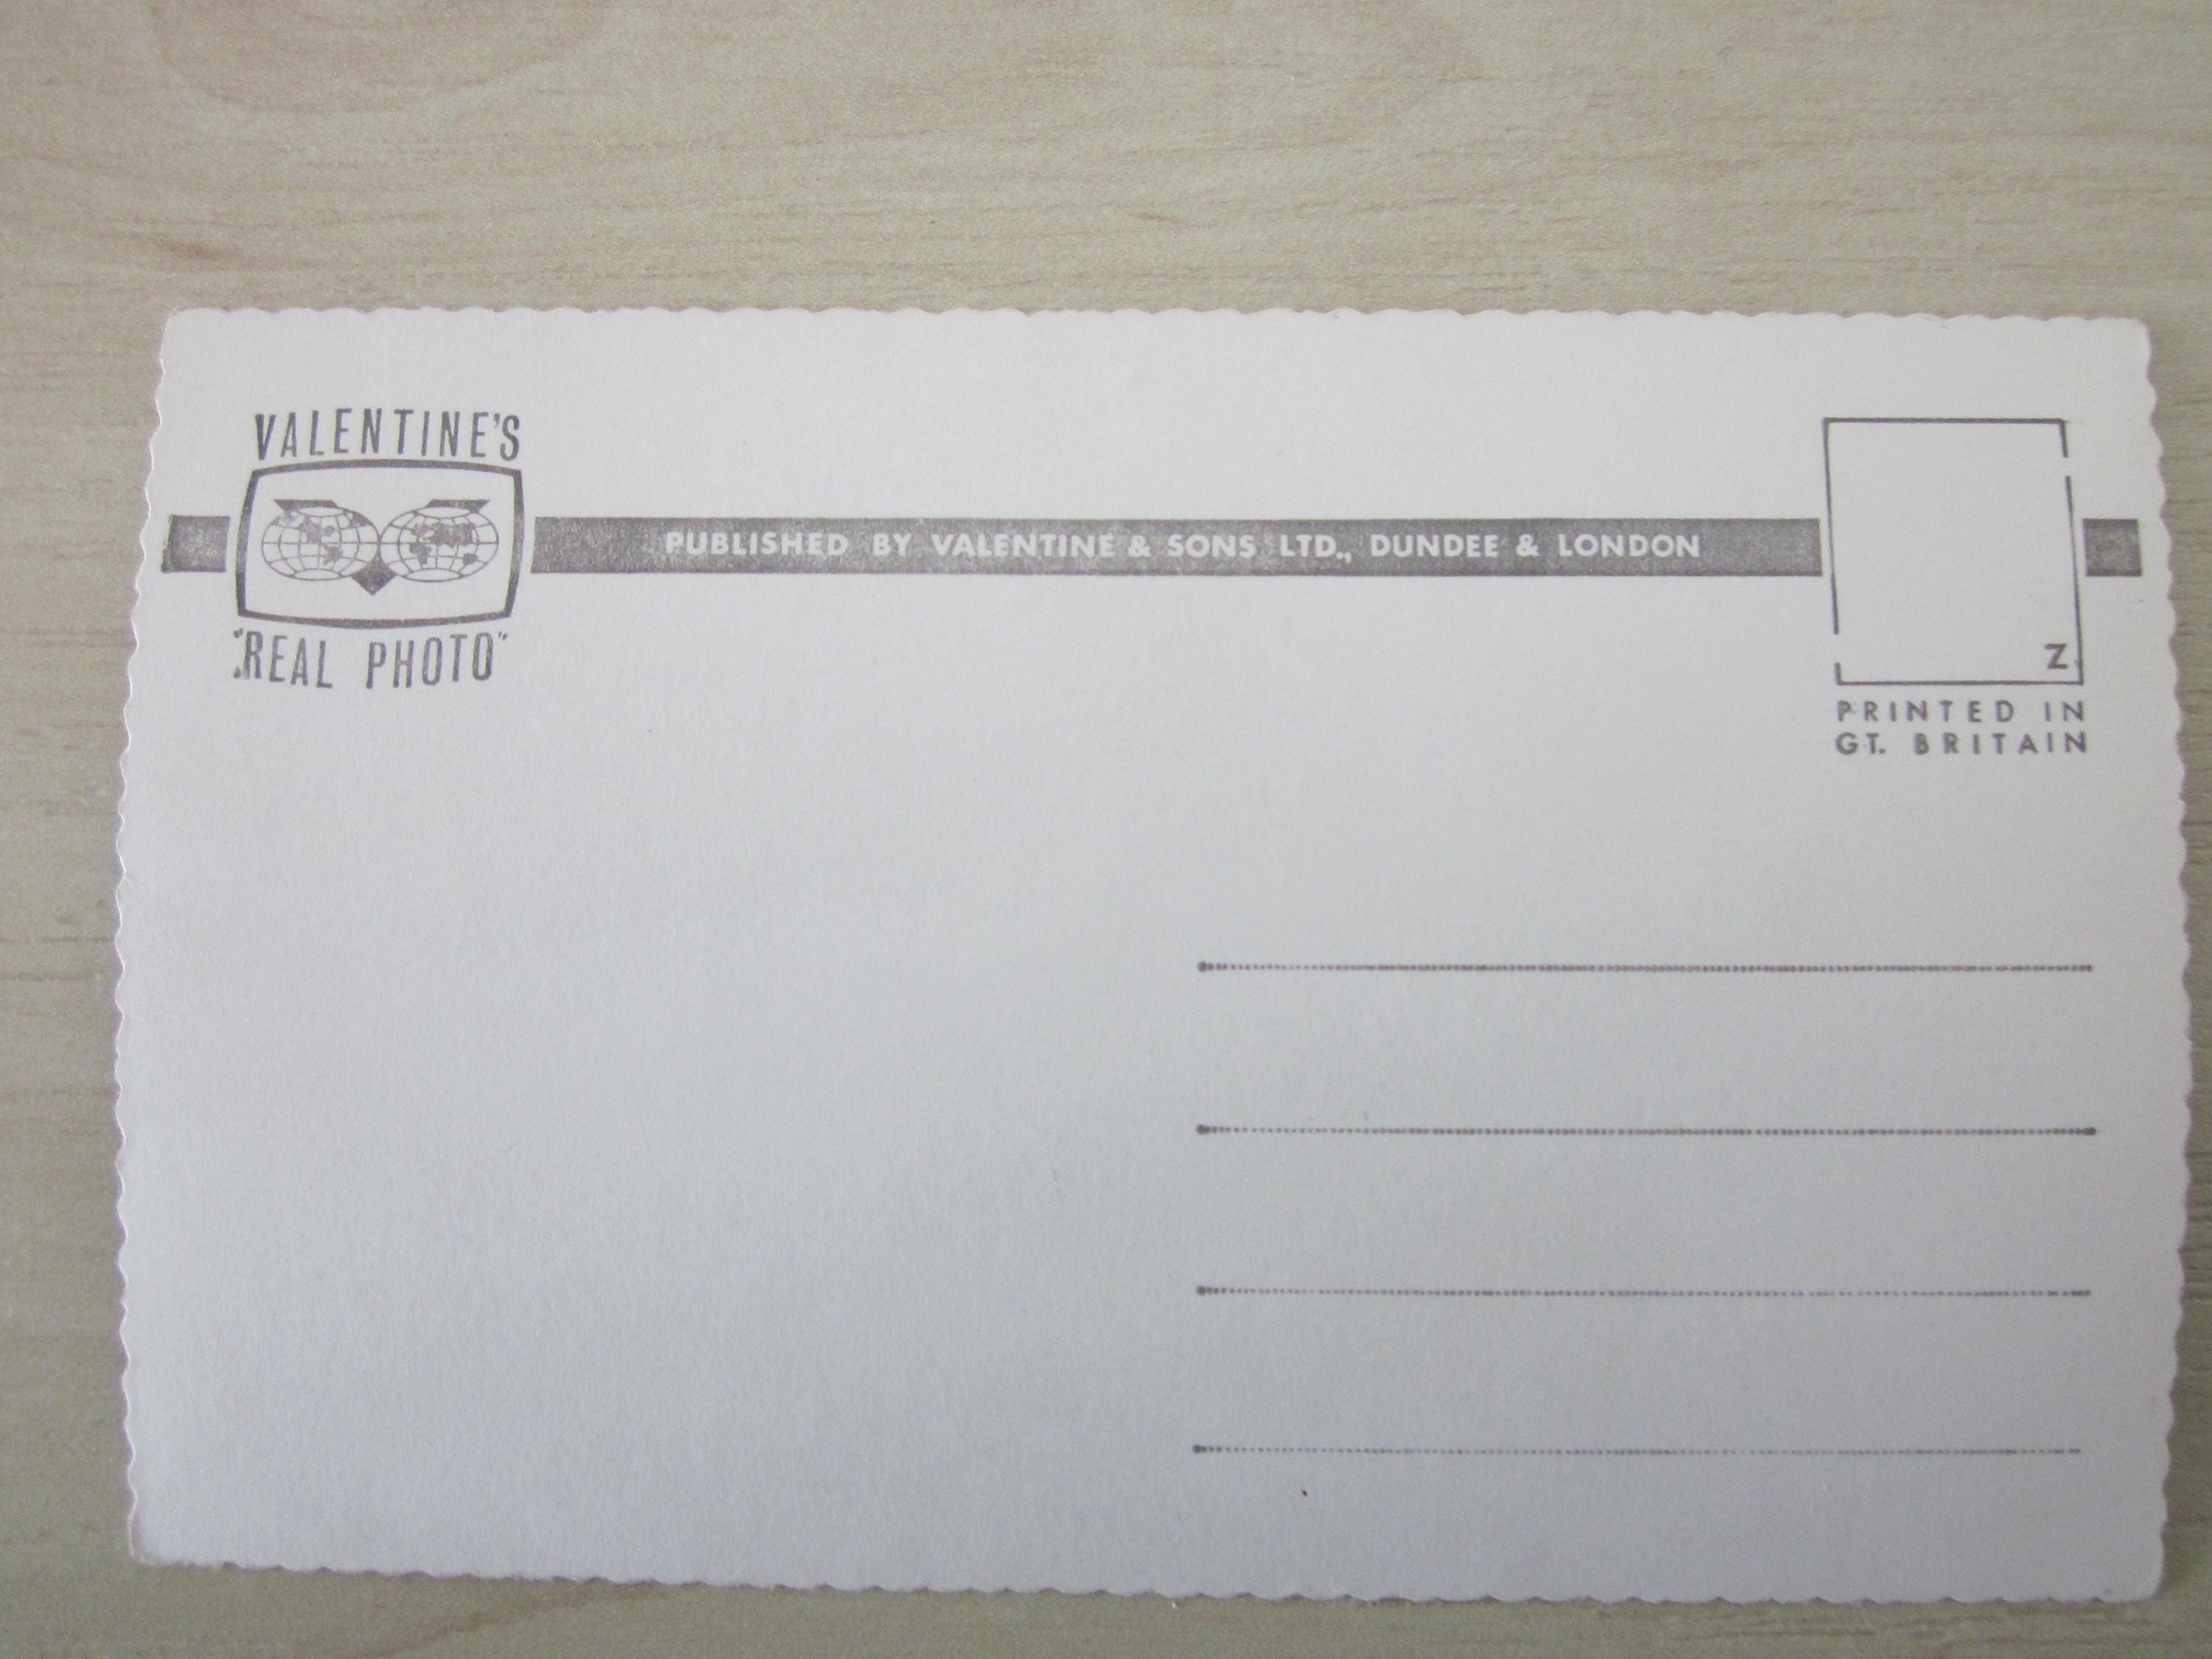 VALENTINE'S
PUBLISHED BY VALENTINE & SONS LTD., DUNDEE & LONDON
"REAL PHOTO"
Z
PRINTED IN
GT. BRITAIN